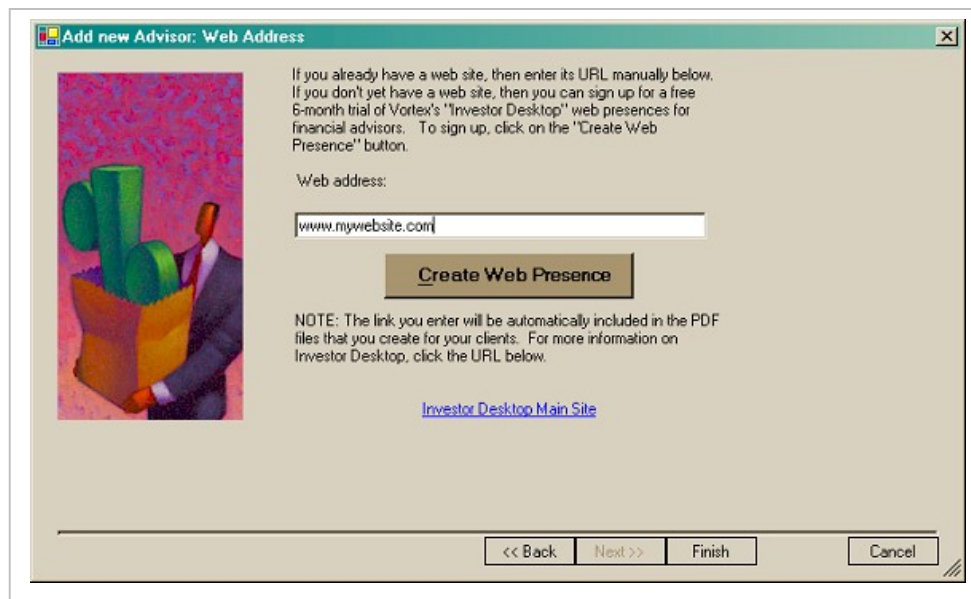 Add new Advisor: Web Address
If you already have a web site, then enter its URL manually below.
If you don't yet have a web site, then you can sign up for a free
6-month trial of Vortex's "Investor Desktop" web presences for
financial advisors. To sign up, click on the "Create Web
Presence" button.
Web address:
www.mywebsite.com
Create Web Presence
NOTE: The link you enter will be automatically included in the PDF
files that you create for your clients. For more information on
Investor Desktop, click the URL below.
Investor Desktop Main Site
<< Back Next >> Finish Cancel